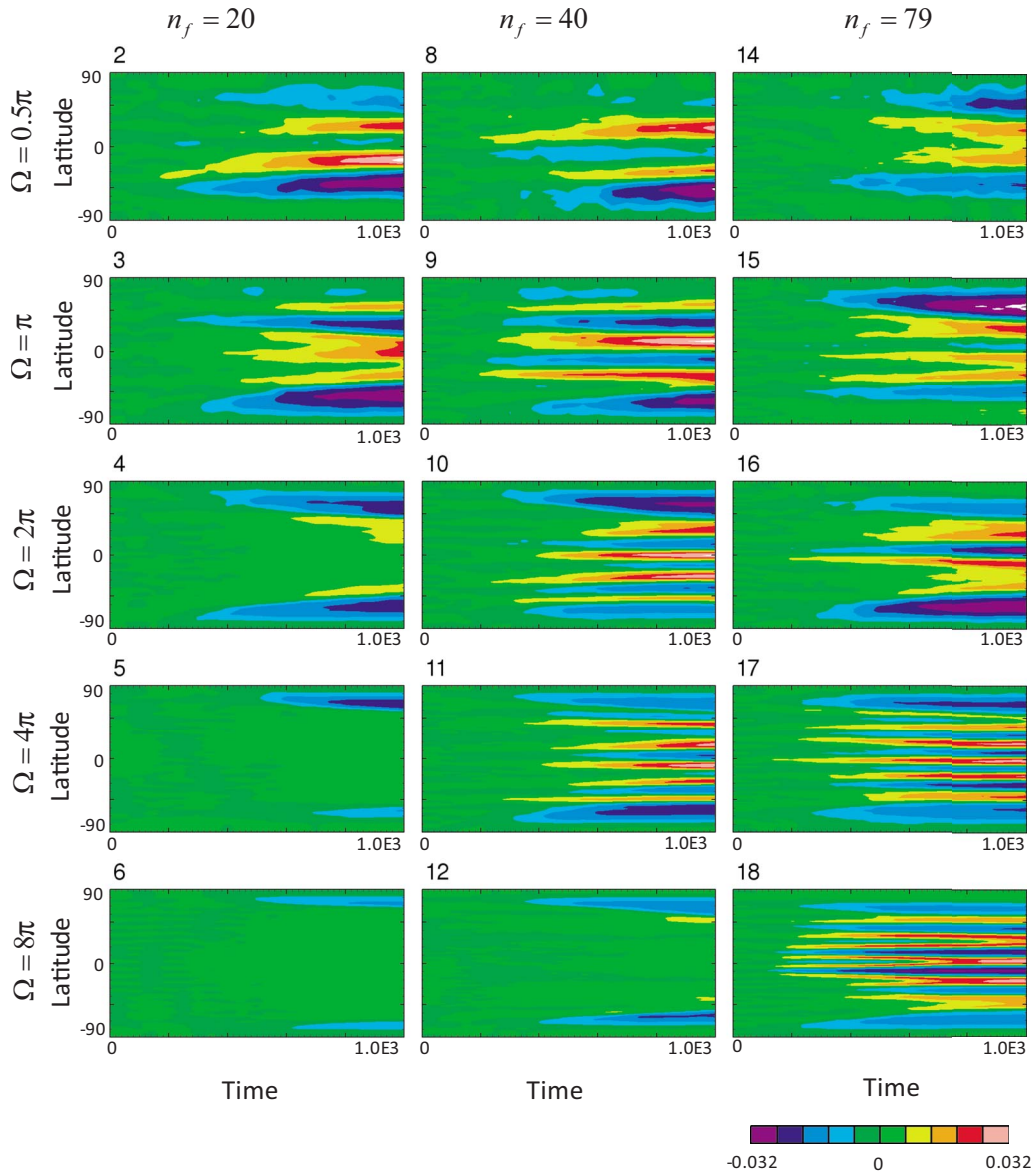 n_f = 20 n_f = 40 n_f = 79
2 8 14
Ω = 0.5π
Latitude
90
0
-90
0 1.0E3 0 1.0E3 0 1.0E3
3 9 15
Ω = π
Latitude
90
0
-90
0 1.0E3 0 1.0E3 0 1.0E3
4 10 16
Ω = 2π
Latitude
90
0
-90
0 1.0E3 0 1.0E3 0 1.0E3
5 11 17
Ω = 4π
Latitude
90
0
-90
0 1.0E3 0 1.0E3 0 1.0E3
6 12 18
Ω = 8π
Latitude
90
0
-90
0 1.0E3 0 1.0E3 0 1.0E3
Time Time Time
-0.032 0 0.032